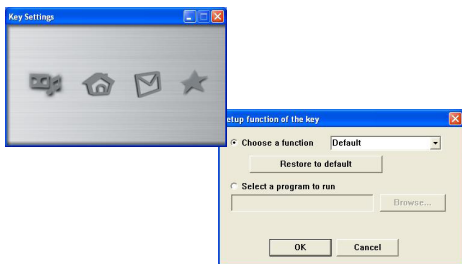 Key Settings
etup function of the key
Choose a function Default
Restore to default
Select a program to run
Browse...
OK Cancel